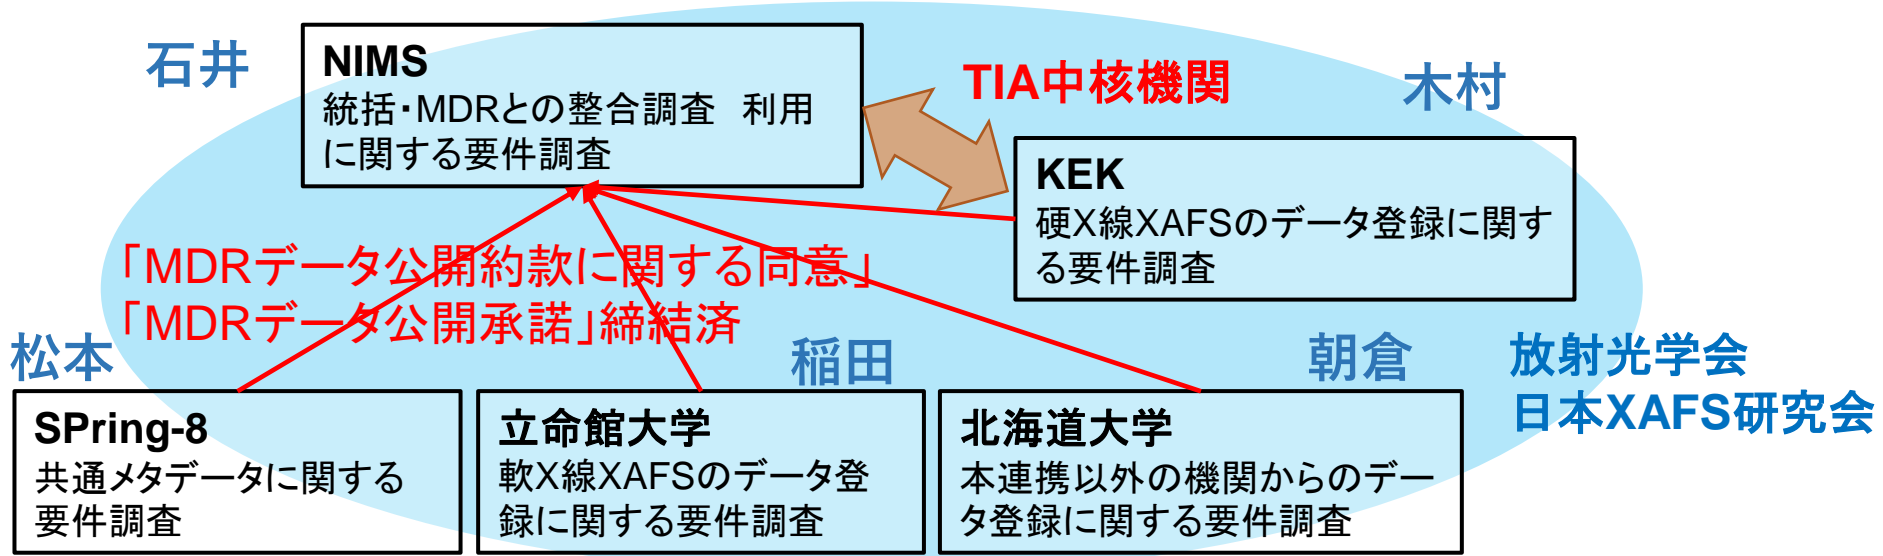 石井
NIMS
統括・MDRとの整合調査　利用
に関する要件調査
TIA中核機関
木村
KEK
硬X線XAFSのデータ登録に関す
る要件調査
「MDRデータ公開約款に関する同意」
「MDRデータ公開承諾」締結済
松本
SPring-8
共通メタデータに関する
要件調査
稲田
立命館大学
軟X線XAFSのデータ登
録に関する要件調査
朝倉
北海道大学
本連携以外の機関からのデー
タ登録に関する要件調査
放射光学会
日本XAFS研究会